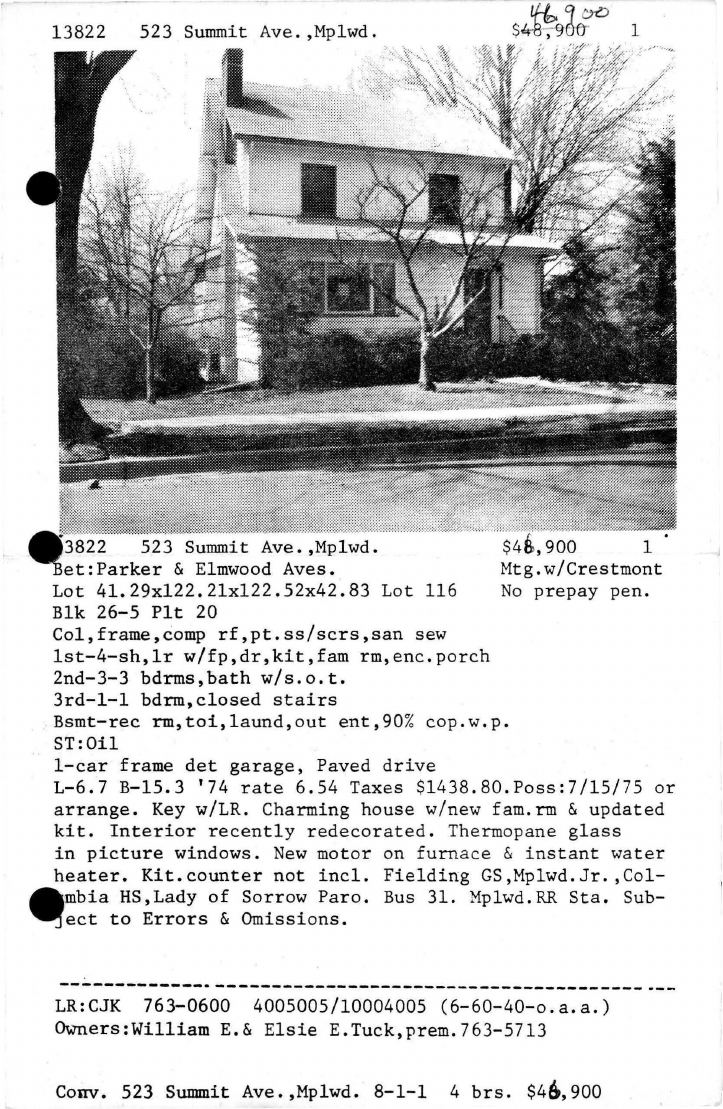 46,900
13822 523 Summit Ave.,Mplwd. $48,900 1
3822 523 Summit Ave.,Mplwd. $46,900 1
Bet:Parker & Elmwood Aves. Mtg.w/Crestmont
Lot 41.29x122.21x122.52x42.83 Lot 116 No prepay pen.
Blk 26-5 Plt 20
Col,frame,comp rf,pt.ss/scrs,san sew
1st-4-sh,lr w/fp,dr,kit,fam rm,enc.porch
2nd-3-3 bdrms,bath w/s.o.t.
3rd-1-1 bdrm,closed stairs
Bsmt-rec rm,toi,laund,out ent,90% cop.w.p.
ST:Oil
1-car frame det garage, Paved drive
L-6.7 B-15.3 '74 rate 6.54 Taxes $1438.80.Poss:7/15/75 or
arrange. Key w/LR. Charming house w/new fam.rm & updated
kit. Interior recently redecorated. Thermopane glass
in picture windows. New motor on furnace & instant water
heater. Kit.counter not incl. Fielding GS,Mplwd.Jr.,Col-
mbia HS,Lady of Sorrow Paro. Bus 31. Mplwd.RR Sta. Sub-
ject to Errors & Omissions.
LR:CJK 763-0600 4005005/10004005 (6-60-40-o.a.a.)
Owners:William E.& Elsie E.Tuck,prem.763-5713
Conv. 523 Summit Ave.,Mplwd. 8-1-1 4 brs. $46,900